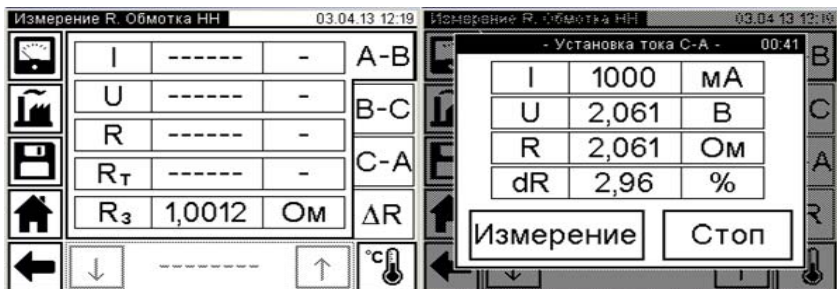 Измерение R. Обмотка НН 03.04.13 12:19
I ------ - A-B
U ------ -
R ------ - B-C
Rт ------ - C-A
Rз 1,0012 Ом ΔR
↓ -------- ↑ °C
Измерение R. Обмотка НН 03.04.13 12:19
- Установка тока C-A - 00:41
I 1000 мА
U 2,061 В
R 2,061 Ом
dR 2,96 %
Измерение Стоп
B
C
A
R